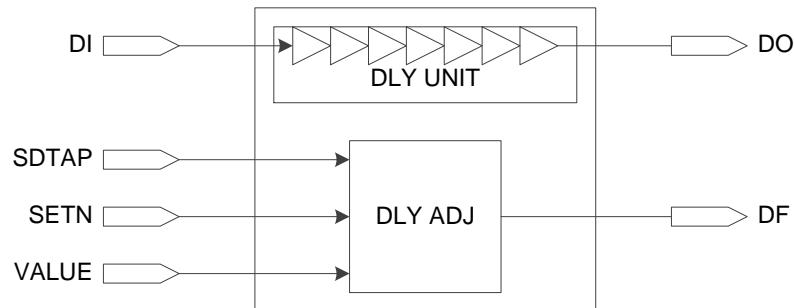 DI
DO
DLY UNIT
SDTAP
SETN
DLY ADJ
DF
VALUE